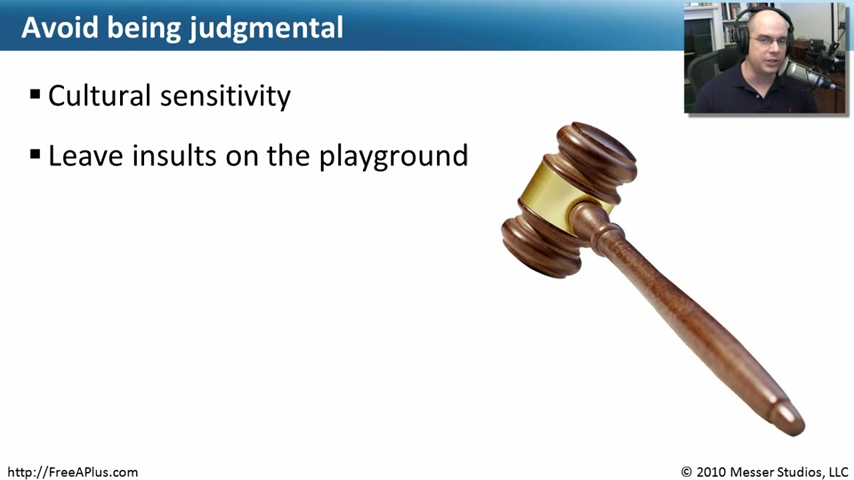 Avoid being judgmental
Cultural sensitivity
Leave insults on the playground
http://FreeAPlus.com
© 2010 Messer Studios, LLC